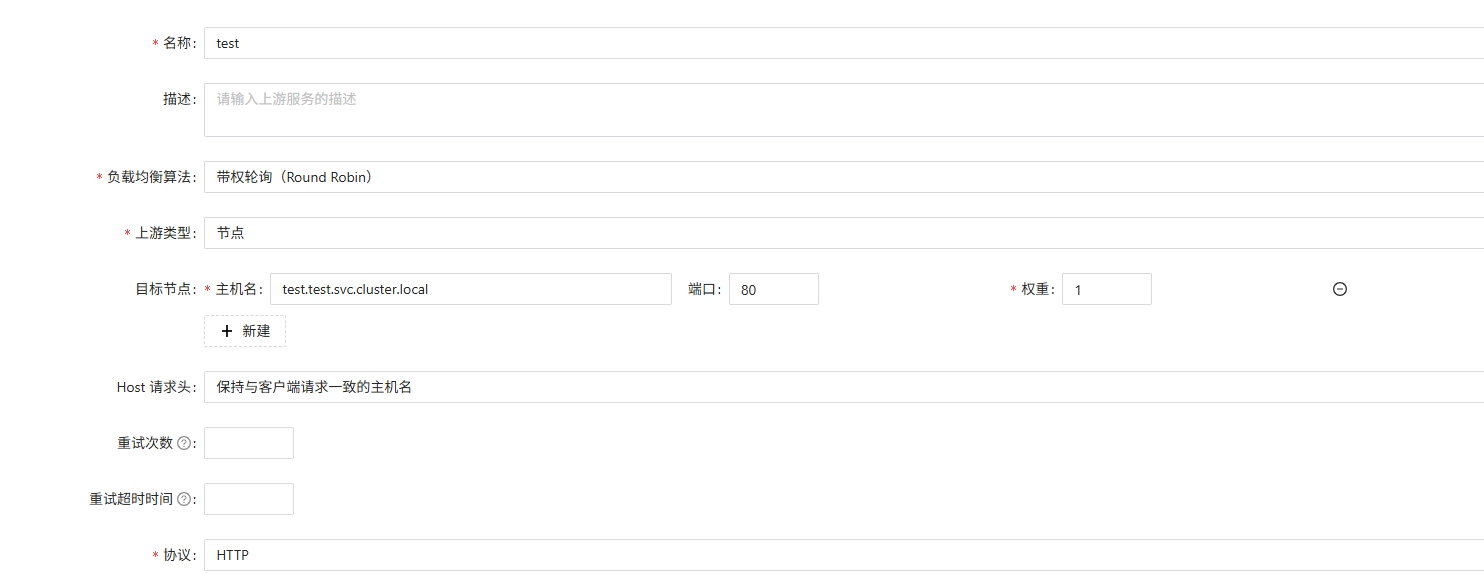 * 名称: test
描述: 请输入上游服务的描述
* 负载均衡算法: 带权轮询（Round Robin）
* 上游类型: 节点
目标节点: * 主机名: test.test.svc.cluster.local 端口: 80 * 权重: 1
+ 新建
Host 请求头: 保持与客户端请求一致的主机名
重试次数 ?:
重试超时时间 ?:
* 协议: HTTP